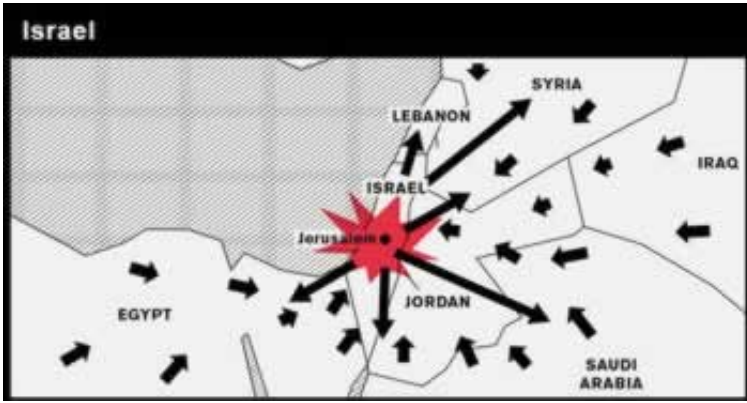 Israel
SYRIA
LEBANON
IRAQ
ISRAEL
Jerusalem
JORDAN
EGYPT
SAUDI
ARABIA